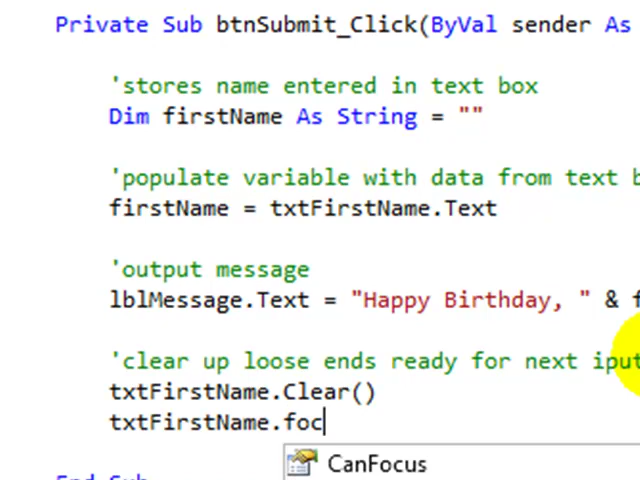 Private Sub btnSubmit_Click(ByVal sender As
'stores name entered in text box
Dim firstName As String = ""
'populate variable with data from text b
firstName = txtFirstName.Text
'output message
lblMessage.Text = "Happy Birthday, " & f
'clear up loose ends ready for next iput
txtFirstName.Clear()
txtFirstName.foc
CanFocus
End Sub